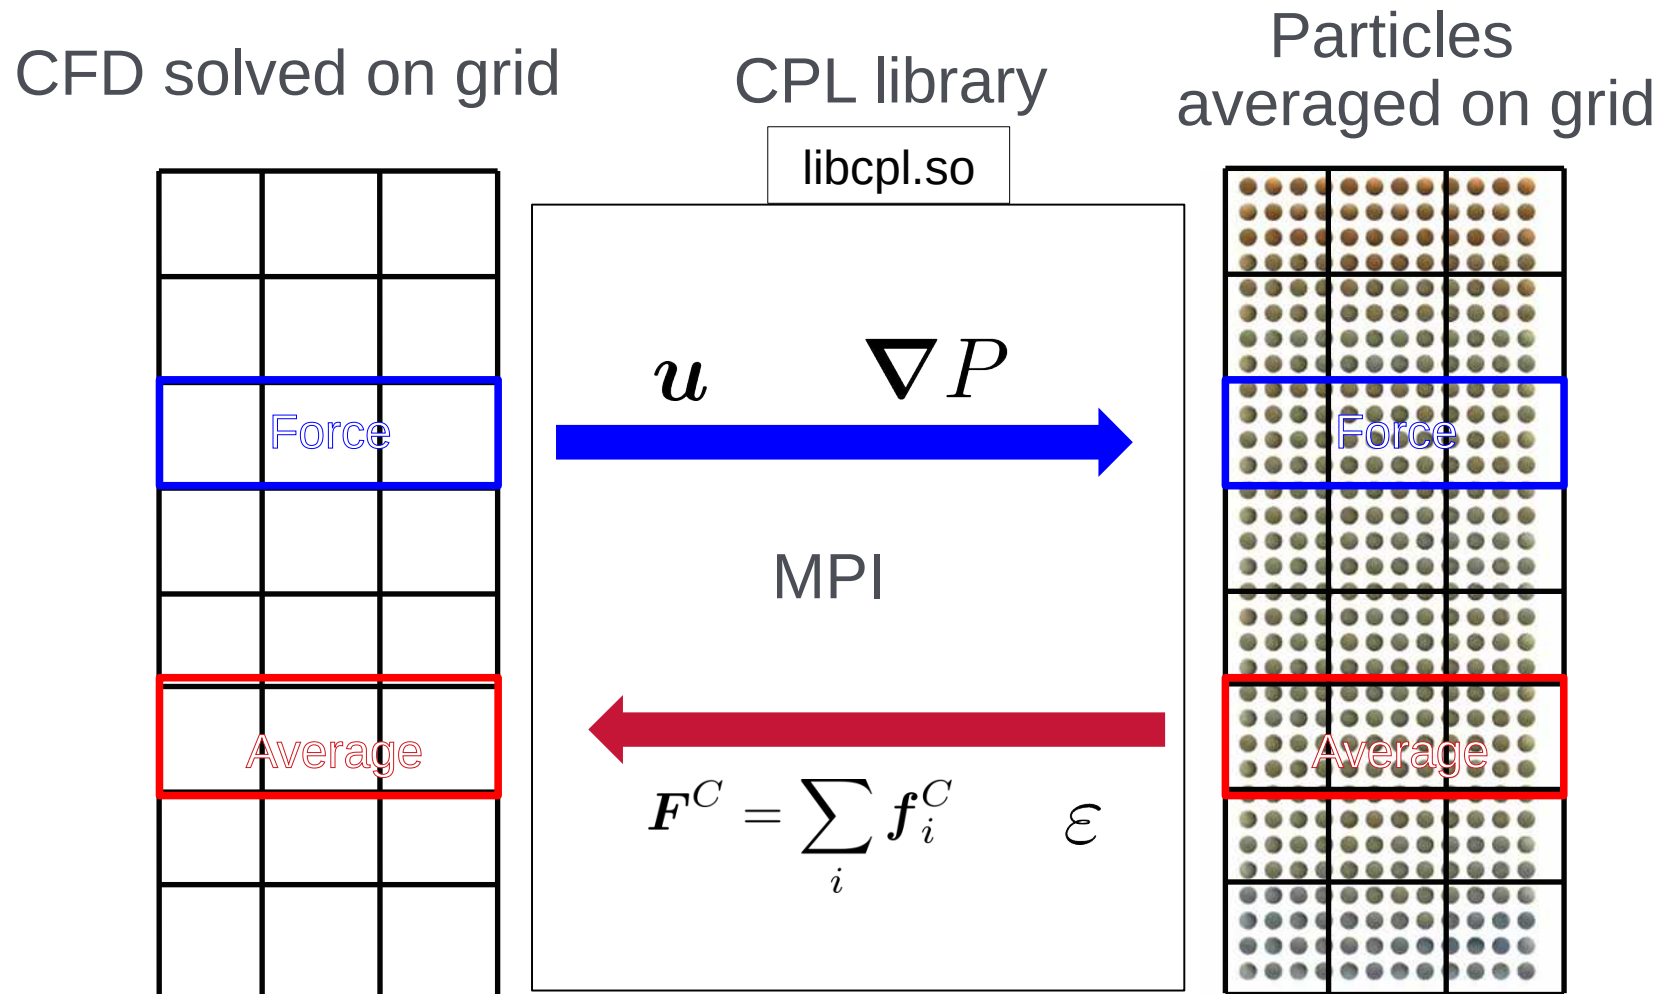 CFD solved on grid
CPL library
Particles
averaged on grid
libcpl.so
u ∇P
Force
Force
MPI
Average
Average
F^C = ∑_i f_i^C ε